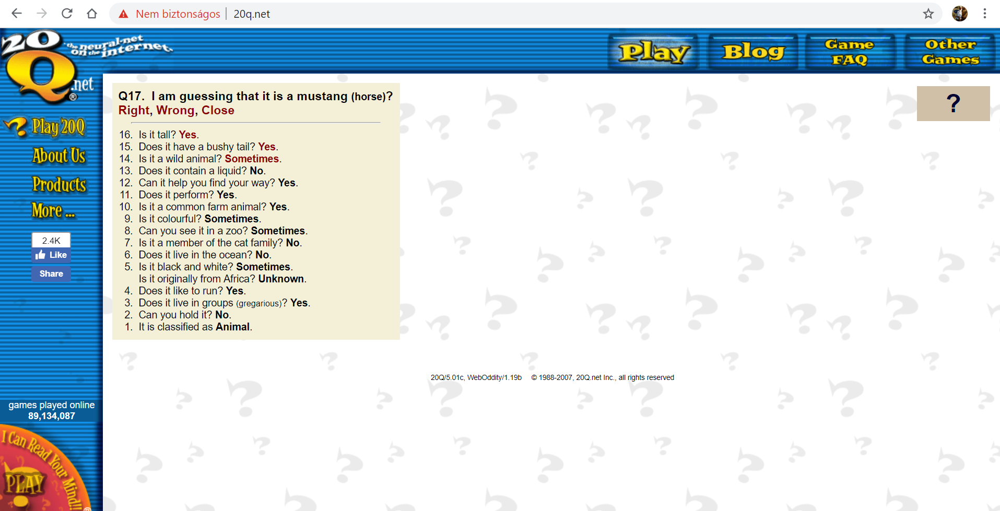 Nem biztonságos | 20q.net
20
Q
.net
®
the neural-net
on the internet.
Play
Blog
Game
FAQ
Other
Games
Play 20Q
About Us
Products
More ...
2.4K
Like
Share
games played online
89,134,087
I Can Read Your Mind!!
PLAY
®
Q17.  I am guessing that it is a mustang (horse)?
Right, Wrong, Close
16. Is it tall? Yes.
15. Does it have a bushy tail? Yes.
14. Is it a wild animal? Sometimes.
13. Does it contain a liquid? No.
12. Can it help you find your way? Yes.
11. Does it perform? Yes.
10. Is it a common farm animal? Yes.
9. Is it colourful? Sometimes.
8. Can you see it in a zoo? Sometimes.
7. Is it a member of the cat family? No.
6. Does it live in the ocean? No.
5. Is it black and white? Sometimes.
Is it originally from Africa? Unknown.
4. Does it like to run? Yes.
3. Does it live in groups (gregarious)? Yes.
2. Can you hold it? No.
1. It is classified as Animal.
?
20Q/5.01c, WebOddity/1.19b © 1988-2007, 20Q.net Inc., all rights reserved